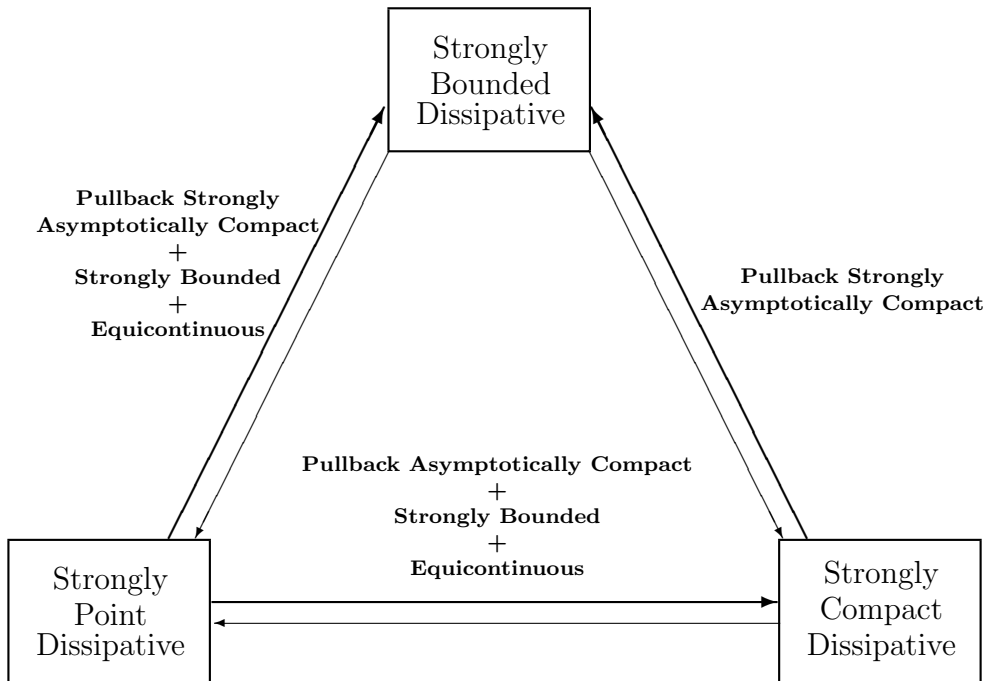 Strongly
Bounded
Dissipative
Pullback Strongly
Asymptotically Compact
+
Strongly Bounded
+
Equicontinuous
Pullback Strongly
Asymptotically Compact
Pullback Asymptotically Compact
+
Strongly Bounded
+
Equicontinuous
Strongly
Point
Dissipative
Strongly
Compact
Dissipative